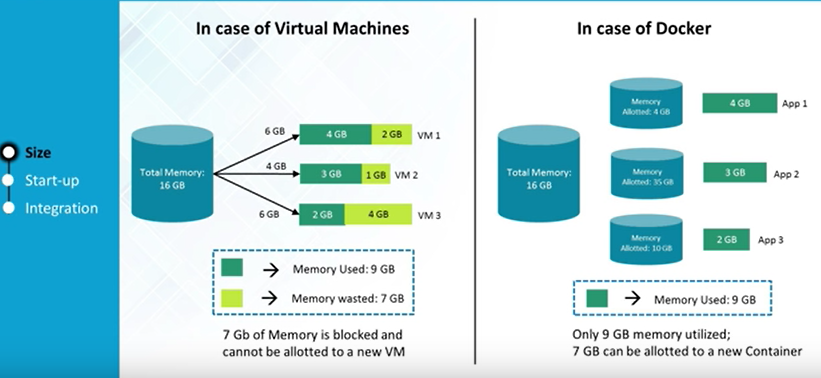 Size
Start-up
Integration
In case of Virtual Machines
Total Memory:
16 GB
6 GB
4 GB
2 GB
VM 1
4 GB
3 GB
1 GB
VM 2
6 GB
2 GB
4 GB
VM 3
Memory Used: 9 GB
Memory wasted: 7 GB
7 Gb of Memory is blocked and
cannot be allotted to a new VM
In case of Docker
Total Memory:
16 GB
Memory
Allotted: 4 GB
4 GB
App 1
Memory
Allotted: 35 GB
3 GB
App 2
Memory
Allotted: 10 GB
2 GB
App 3
Memory Used: 9 GB
Only 9 GB memory utilized;
7 GB can be allotted to a new Container